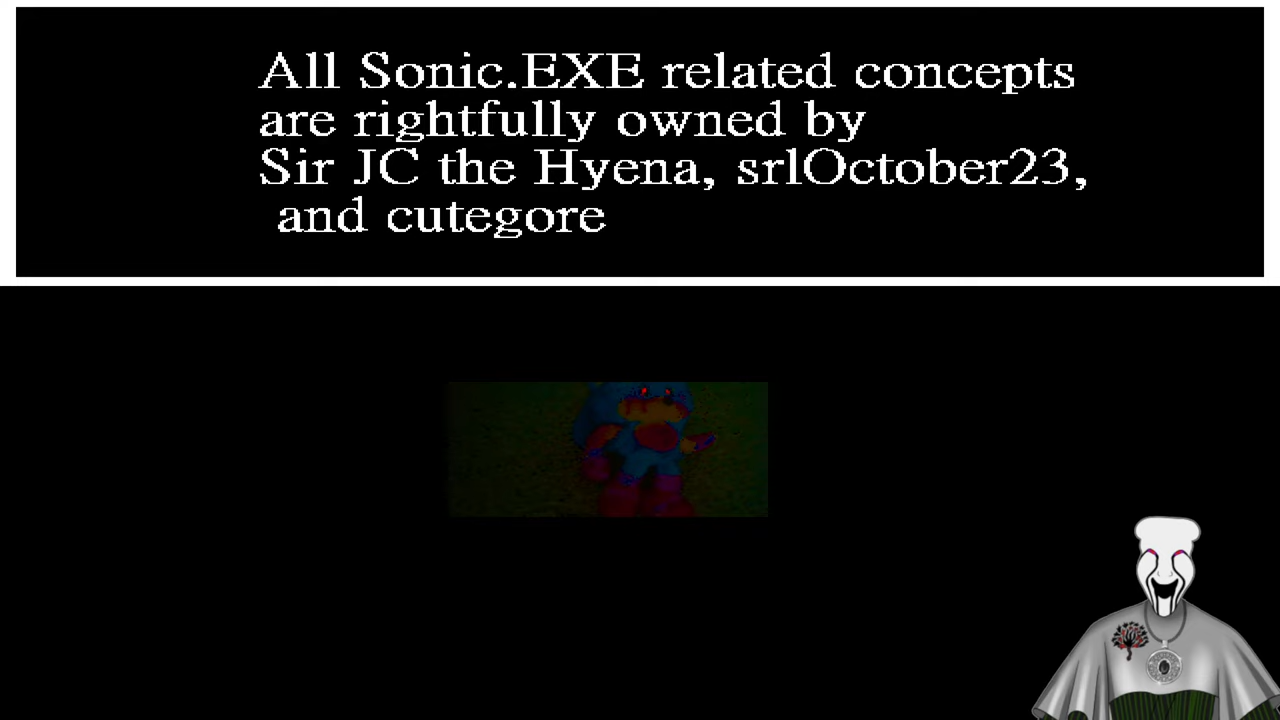 All Sonic.EXE related concepts
are rightfully owned by
Sir JC the Hyena, srlOctober23,
and cutegore